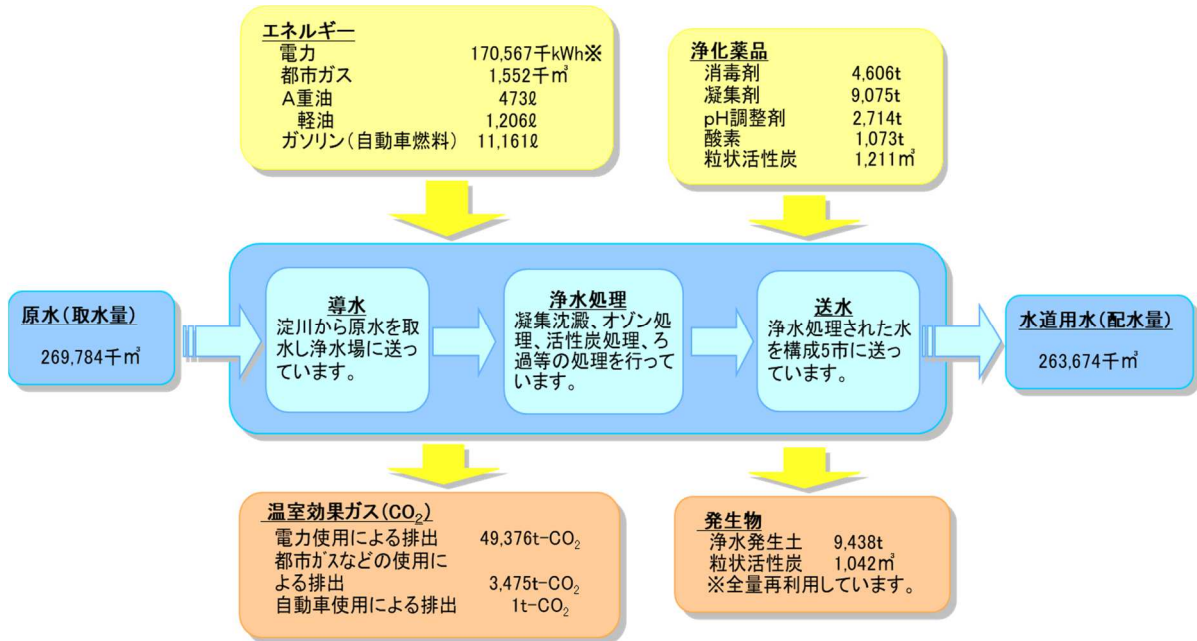 エネルギー
電力 170,567千kWh※
都市ガス 1,552千㎥
A重油 473ℓ
軽油 1,206ℓ
ガソリン(自動車燃料) 11,161ℓ
浄化薬品
消毒剤 4,606t
凝集剤 9,075t
pH調整剤 2,714t
酸素 1,073t
粒状活性炭 1,211㎥
原水(取水量)
269,784千㎥
導水
淀川から原水を取
水し浄水場に送っ
ています。
浄水処理
凝集沈澱、オゾン処
理、活性炭処理、ろ
過等の処理を行って
います。
送水
浄水処理された水
を構成5市に送っ
ています。
水道用水(配水量)
263,674千㎥
温室効果ガス(CO₂)
電力使用による排出 49,376t-CO₂
都市ガスなどの使用に
よる排出 3,475t-CO₂
自動車使用による排出 1t-CO₂
発生物
浄水発生土 9,438t
粒状活性炭 1,042㎥
※全量再利用しています。